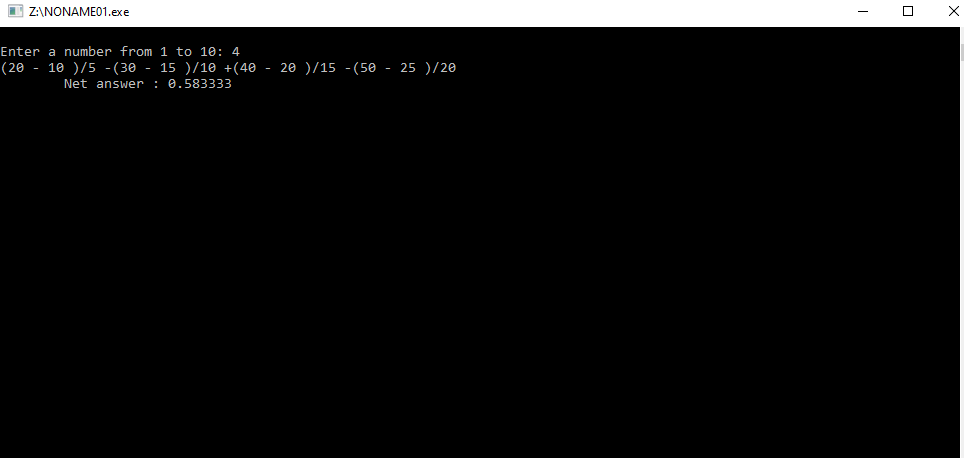 Z:\NONAME01.exe
Enter a number from 1 to 10: 4
(20 - 10 )/5 -(30 - 15 )/10 +(40 - 20 )/15 -(50 - 25 )/20
Net answer : 0.583333